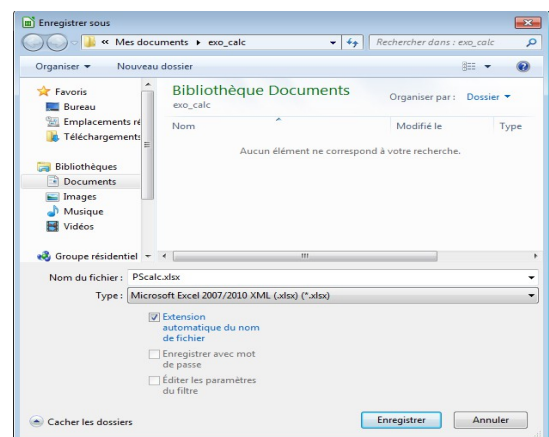 Enregistrer sous
« Mes documents exo_calc
Rechercher dans : exo_calc
Organiser
Nouveau dossier
Favoris
Bureau
Emplacements ré
Téléchargements
Bibliothèques
Documents
Images
Musique
Vidéos
Groupe résidentiel
Bibliothèque Documents
exo_calc
Organiser par : Dossier
Nom
Modifié le
Type
Aucun élément ne correspond à votre recherche.
Nom du fichier : PScalc.xlsx
Type : Microsoft Excel 2007/2010 XML (.xlsx) (*.xlsx)
Extension
automatique du nom
de fichier
Enregistrer avec mot
de passe
Éditer les paramètres
du filtre
Cacher les dossiers
Enregistrer
Annuler